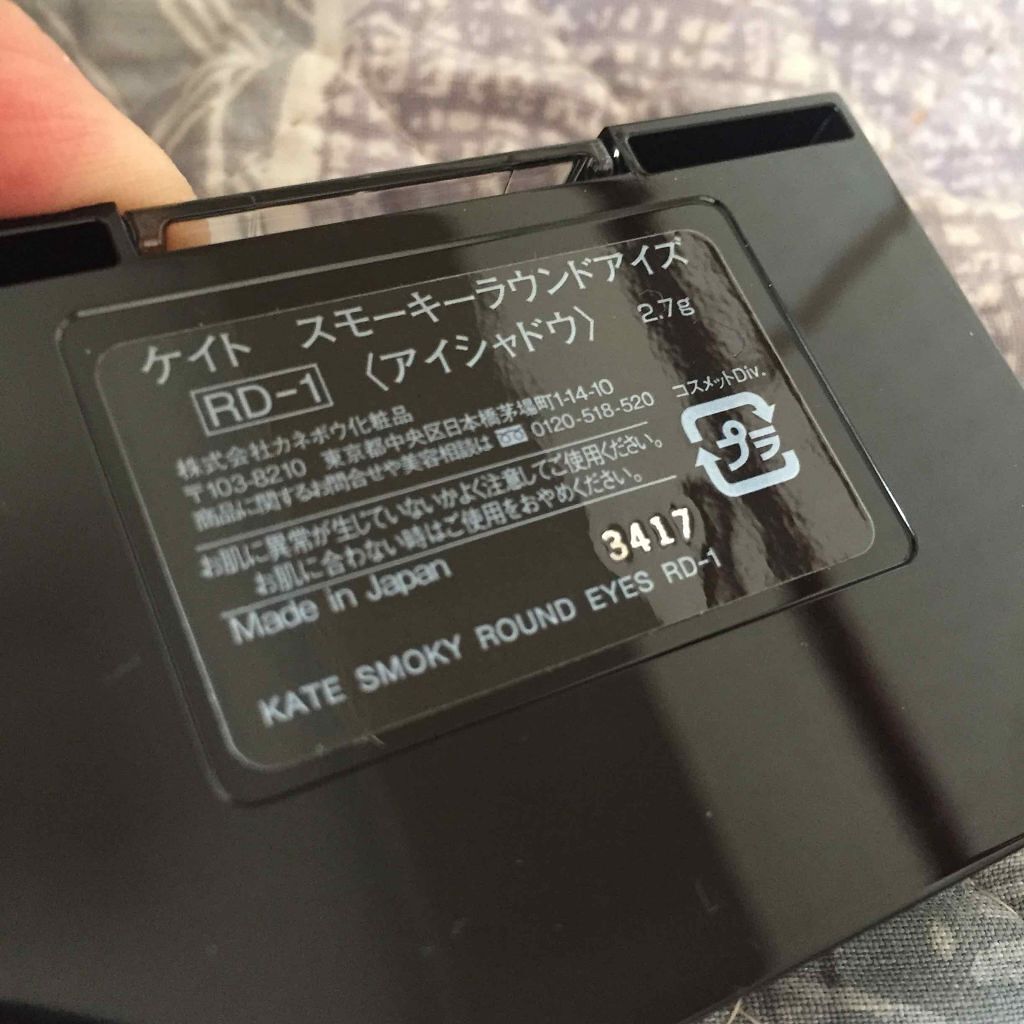 ケイト スモーキーラウンドアイズ
RD-1 〈アイシャドウ〉 2.7g
株式会社カネボウ化粧品
〒103-8210 東京都中央区日本橋茅場町1-14-10
商品に関するお問合せや美容相談は 0120-518-520
コスメットDiv.
プラ
お肌に異常が生じていないかよく注意してご使用ください。
お肌に合わない時はご使用をおやめください。
Made in Japan
3417
KATE SMOKY ROUND EYES RD-1